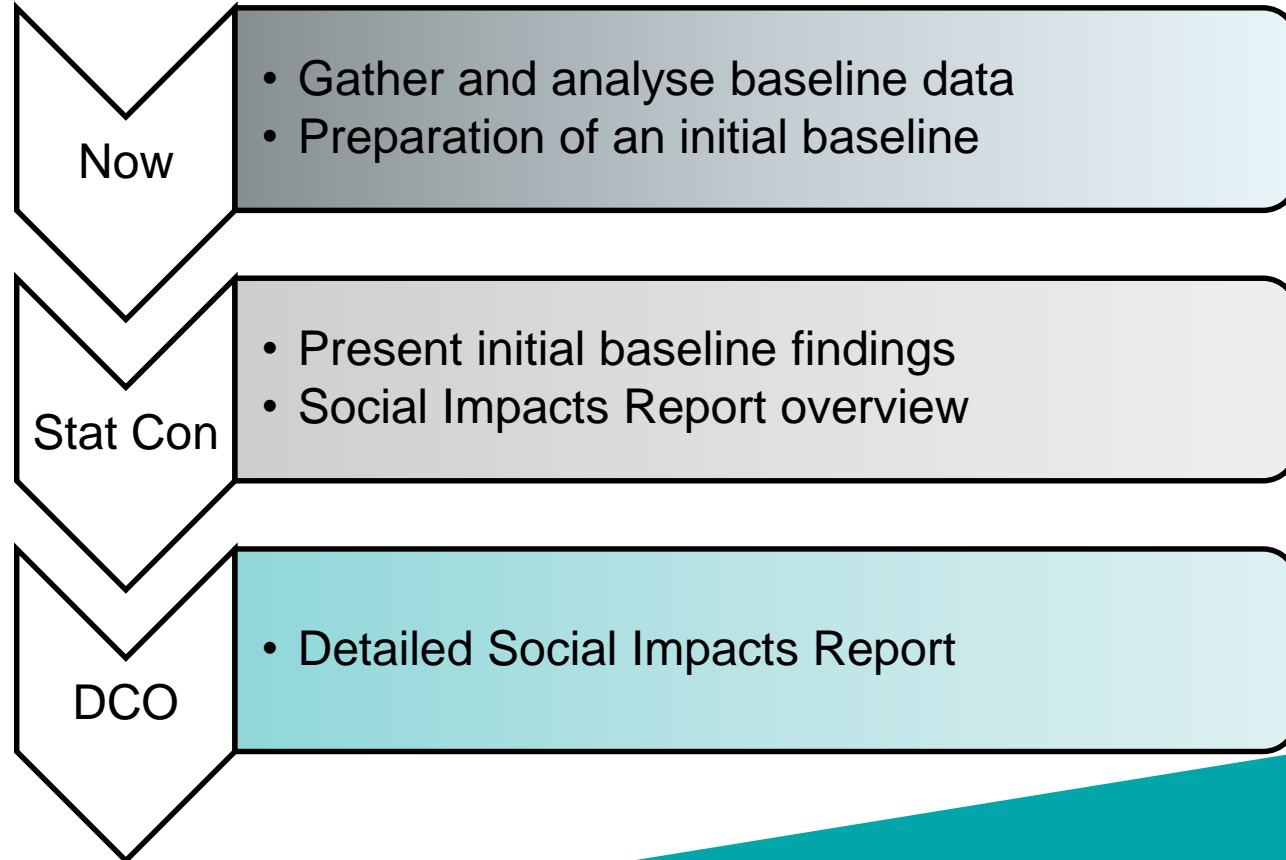 Now
• Gather and analyse baseline data
• Preparation of an initial baseline
Stat Con
• Present initial baseline findings
• Social Impacts Report overview
DCO
• Detailed Social Impacts Report